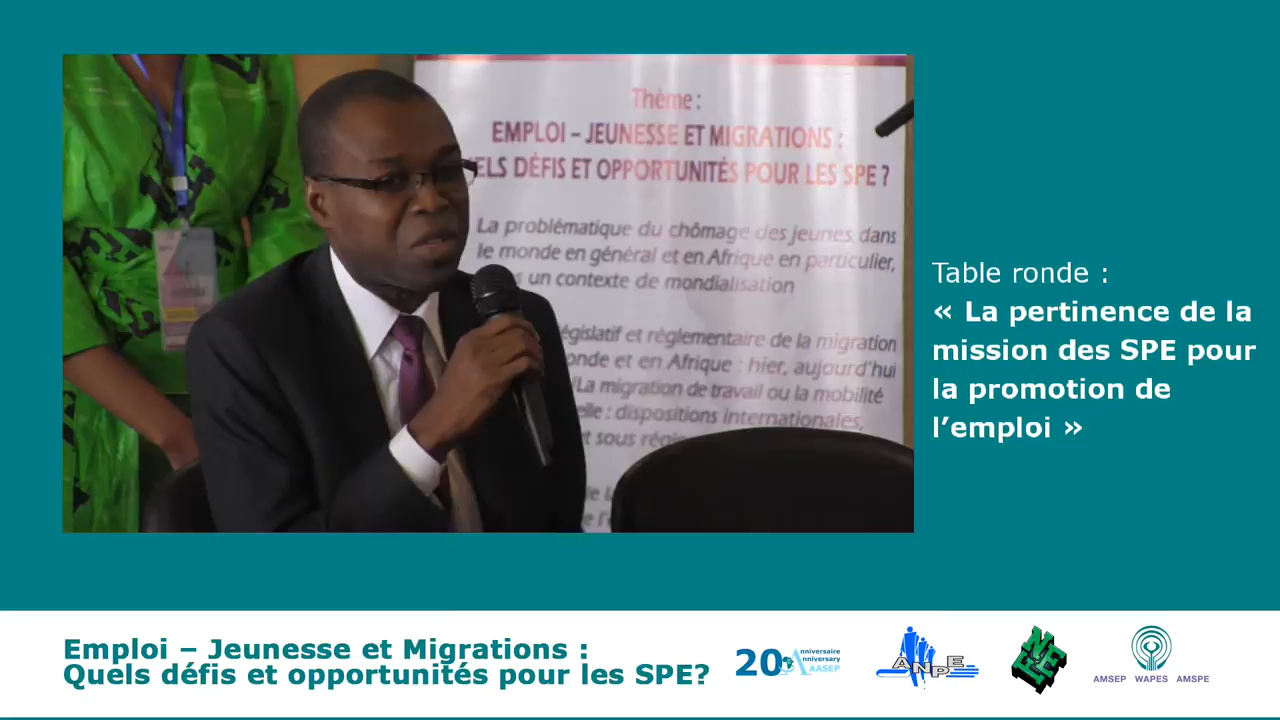 Thème :
EMPLOI – JEUNESSE ET MIGRATIONS :
ELS DÉFIS ET OPPORTUNITÉS POUR LES SPE ?
La problématique du chômage des jeunes dans
le monde en général et en Afrique en particulier,
un contexte de mondialisation
égislatif et réglementaire de la migration
onde et en Afrique : hier, aujourd'hui
La migration de travail ou la mobilité
elle : dispositions internationales,
et sous régio
Table ronde :
« La pertinence de la
mission des SPE pour
la promotion de
l’emploi »
Emploi – Jeunesse et Migrations :
Quels défis et opportunités pour les SPE?
20 Anniversaire
Anniversary
AASEP
ANPE
AMSEP WAPES AMSPE